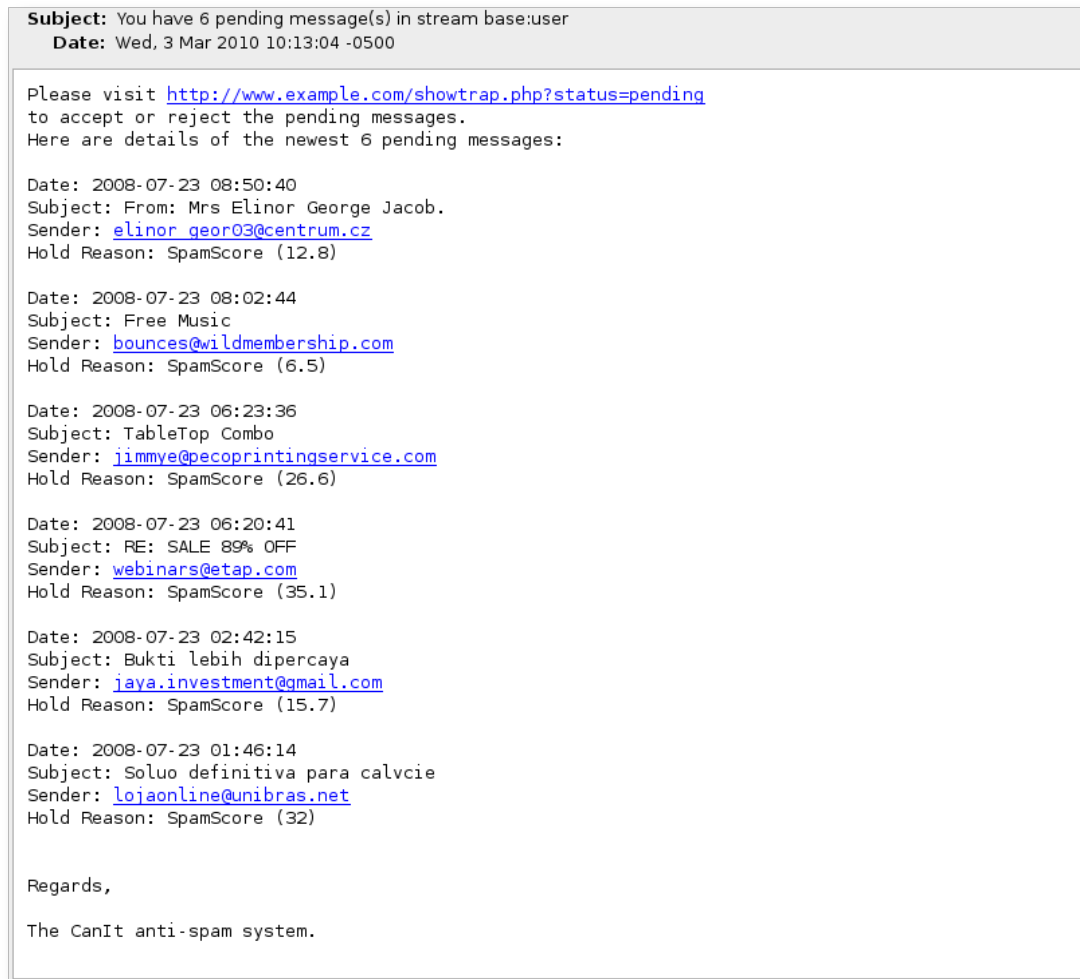 Subject: You have 6 pending message(s) in stream base:user
Date: Wed, 3 Mar 2010 10:13:04 -0500
Please visit http://www.example.com/showtrap.php?status=pending
to accept or reject the pending messages.
Here are details of the newest 6 pending messages:
Date: 2008-07-23 08:50:40
Subject: From: Mrs Elinor George Jacob.
Sender: elinor_geor03@centrum.cz
Hold Reason: SpamScore (12.8)
Date: 2008-07-23 08:02:44
Subject: Free Music
Sender: bounces@wildmembership.com
Hold Reason: SpamScore (6.5)
Date: 2008-07-23 06:23:36
Subject: TableTop Combo
Sender: jimmye@pecoprintingservice.com
Hold Reason: SpamScore (26.6)
Date: 2008-07-23 06:20:41
Subject: RE: SALE 89% OFF
Sender: webinars@etap.com
Hold Reason: SpamScore (35.1)
Date: 2008-07-23 02:42:15
Subject: Bukti lebih dipercaya
Sender: jaya.investment@gmail.com
Hold Reason: SpamScore (15.7)
Date: 2008-07-23 01:46:14
Subject: Soluo definitiva para calvcie
Sender: lojaonline@unibras.net
Hold Reason: SpamScore (32)
Regards,
The CanIt anti-spam system.